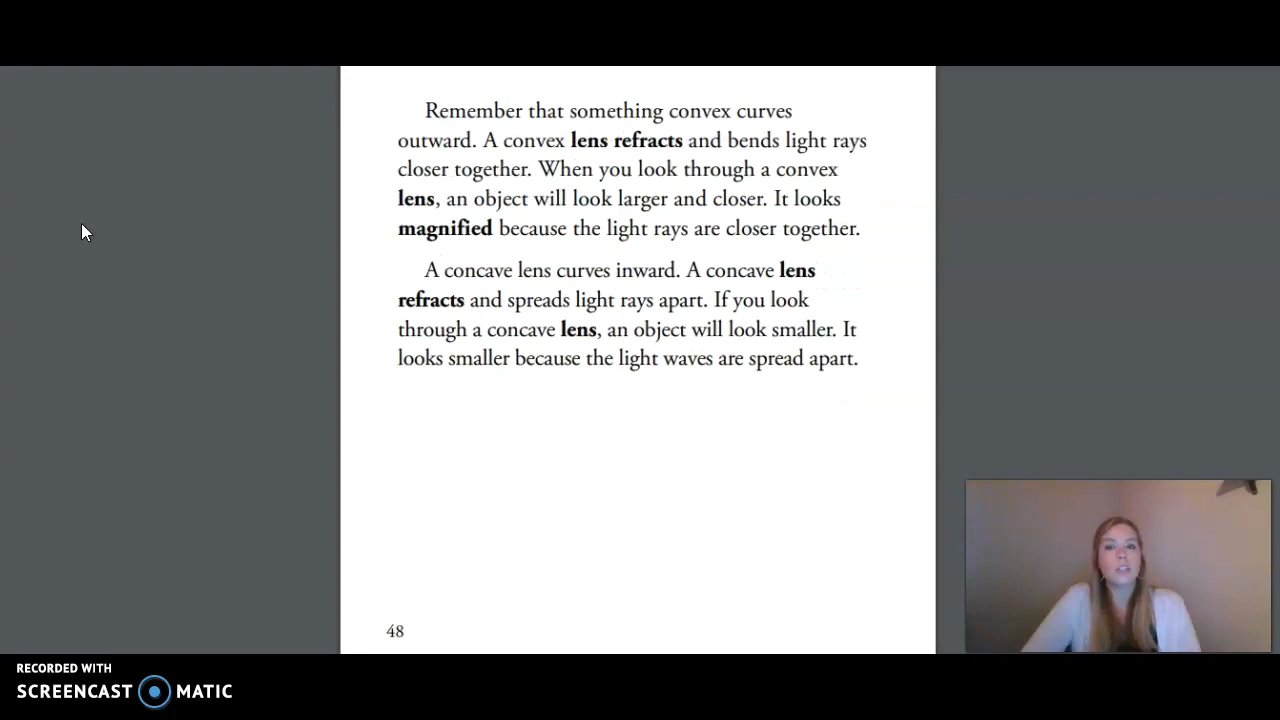 Remember that something convex curves
outward. A convex lens refracts and bends light rays
closer together. When you look through a convex
lens, an object will look larger and closer. It looks
magnified because the light rays are closer together.
A concave lens curves inward. A concave lens
refracts and spreads light rays apart. If you look
through a concave lens, an object will look smaller. It
looks smaller because the light waves are spread apart.
48
RECORDED WITH
SCREENCAST MATIC